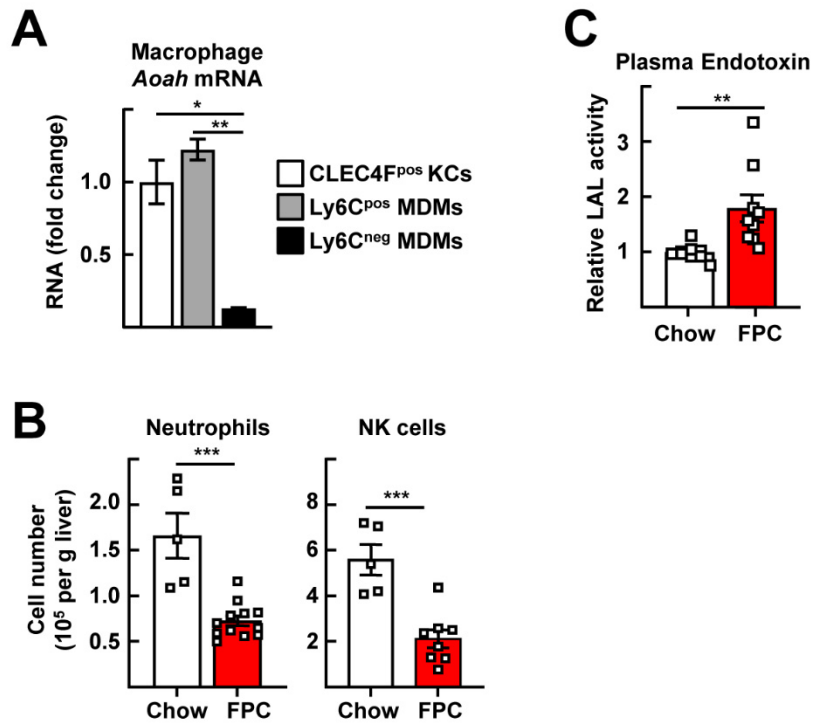 A
Macrophage
Aoah mRNA
RNA (fold change)
1.0
0.5
*
**
CLEC4Fpos KCs
Ly6Cpos MDMs
Ly6Cneg MDMs
C
Plasma Endotoxin
Relative LAL activity
3
2
1
**
Chow FPC
B
Neutrophils
Cell number
(10⁵ per g liver)
2.0
1.5
1.0
0.5
***
Chow FPC
NK cells
8
6
4
2
***
Chow FPC